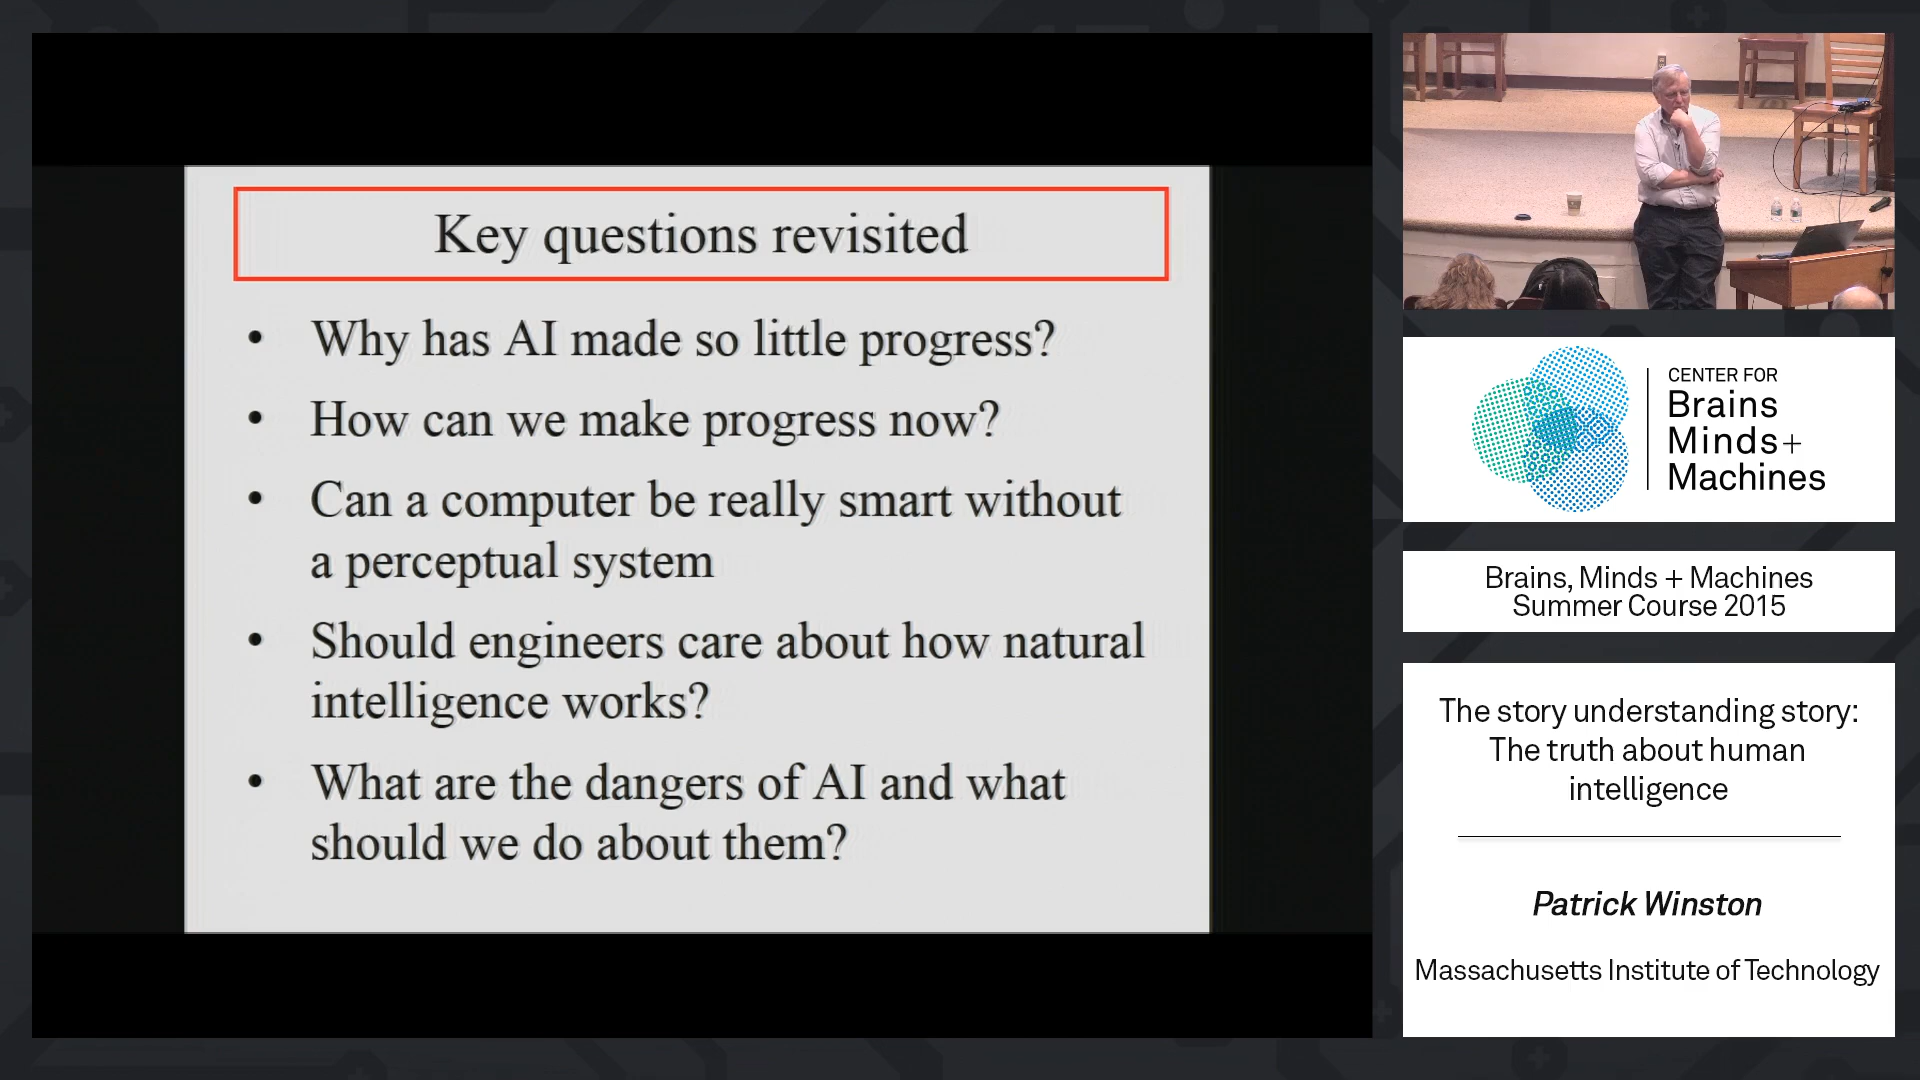 Key questions revisited
• Why has AI made so little progress?
• How can we make progress now?
• Can a computer be really smart without
a perceptual system
• Should engineers care about how natural
intelligence works?
• What are the dangers of AI and what
should we do about them?
CENTER FOR
Brains
Minds+
Machines
Brains, Minds + Machines
Summer Course 2015
The story understanding story:
The truth about human
intelligence
Patrick Winston
Massachusetts Institute of Technology